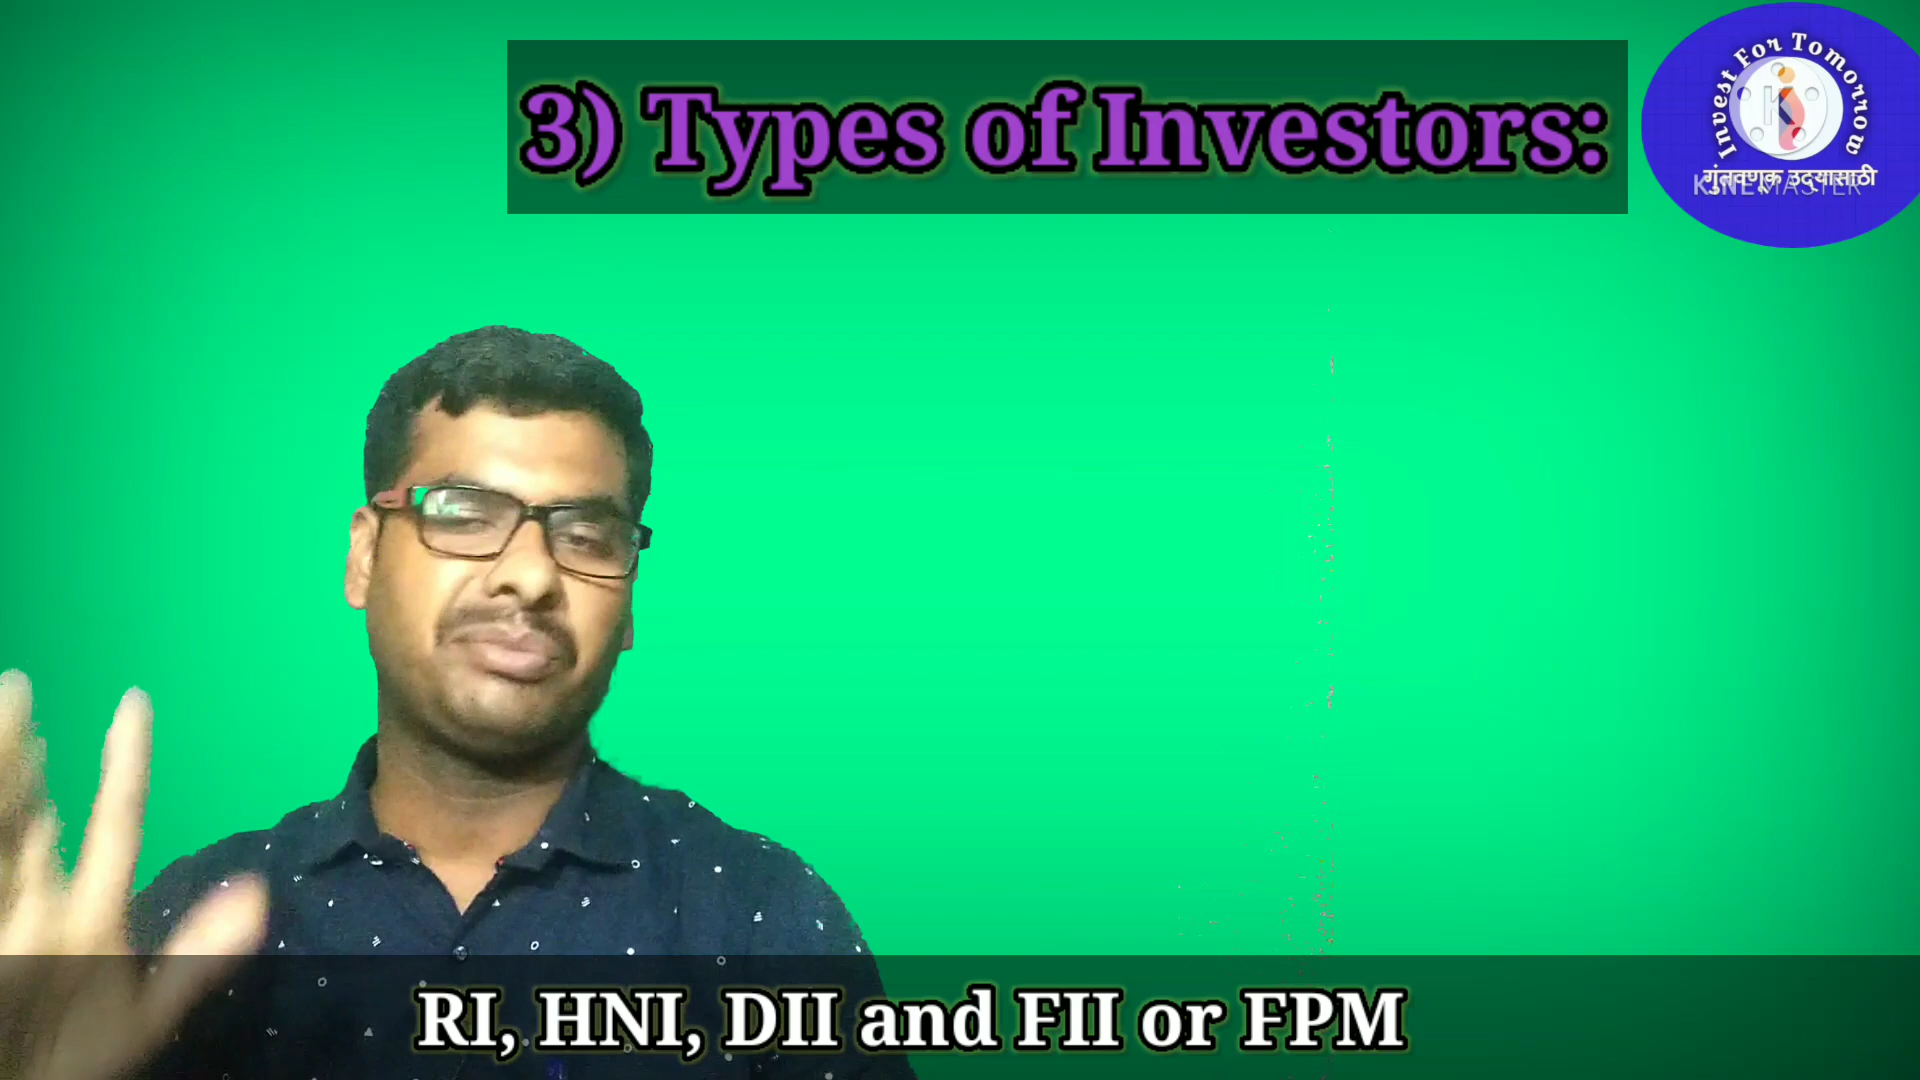 3) Types of Investors:
Invest For Tomorrow
गुंतवणूक उद्यासाठी
KINEMASTER
RI, HNI, DII and FII or FPM